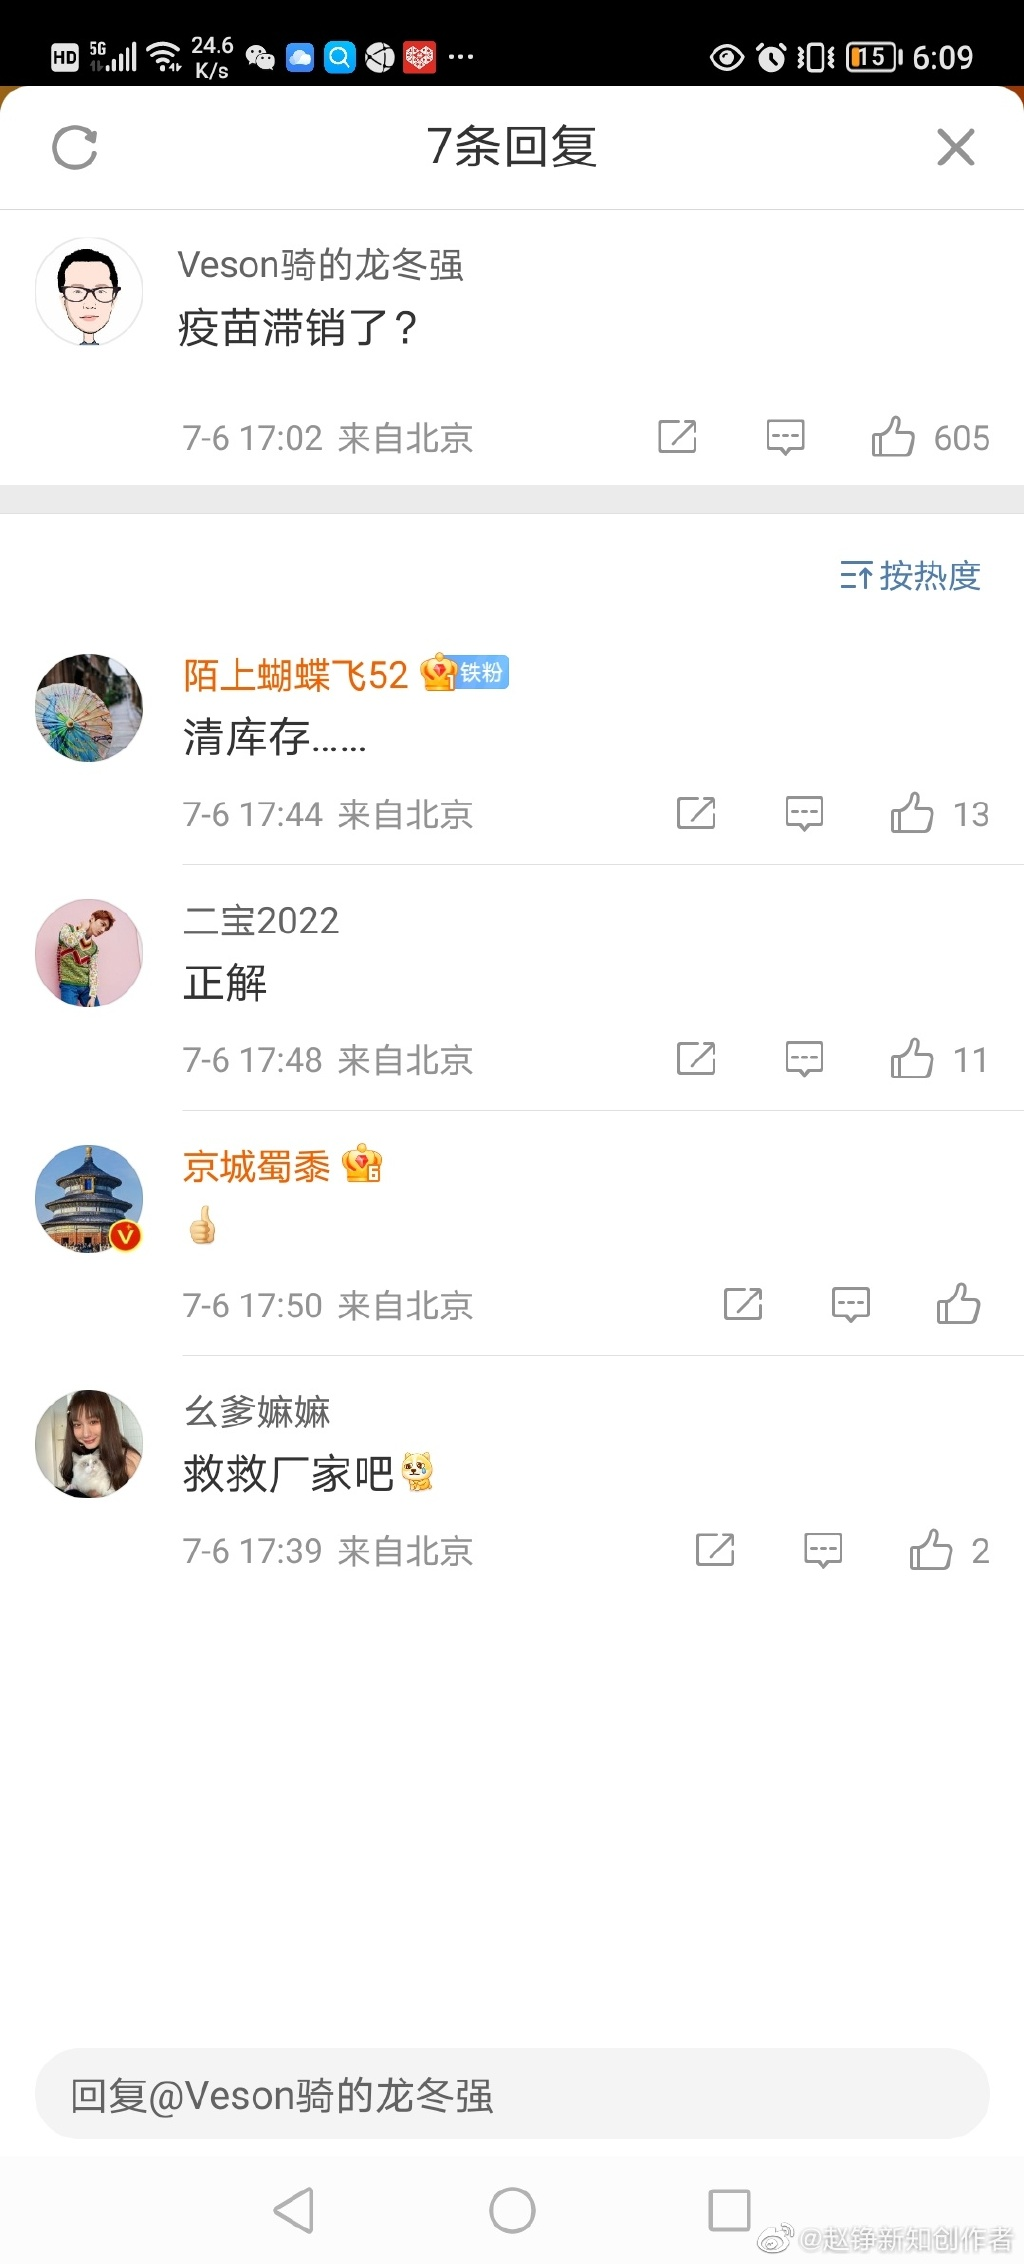 HD 5G 24.6 K/s 15 6:09
7条回复
Veson骑的龙冬强
疫苗滞销了?
7-6 17:02 来自北京 605
按热度
陌上蝴蝶飞52 1 铁粉
清库存......
7-6 17:44 来自北京 13
二宝2022
正解
7-6 17:48 来自北京 11
京城蜀黍 6
7-6 17:50 来自北京
幺爹嫲嫲
救救厂家吧
7-6 17:39 来自北京 2
回复@Veson骑的龙冬强
@赵铮新知创作者